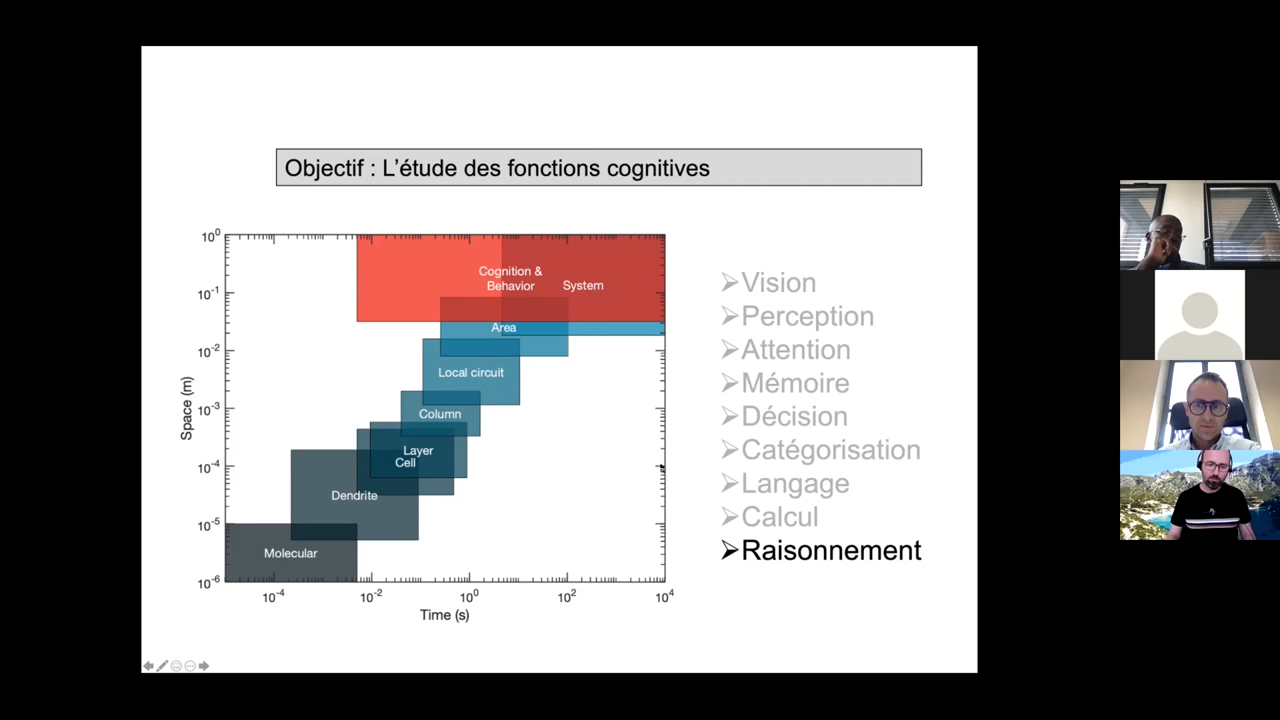 Objectif : L’étude des fonctions cognitives
10^0
10^-1
10^-2
10^-3
10^-4
10^-5
10^-6
Space (m)
Cognition &
Behavior
System
Area
Local circuit
Column
Layer
Cell
Dendrite
Molecular
10^-4
10^-2
10^0
10^2
10^4
Time (s)
➢Vision
➢Perception
➢Attention
➢Mémoire
➢Décision
➢Catégorisation
➢Langage
➢Calcul
➢Raisonnement